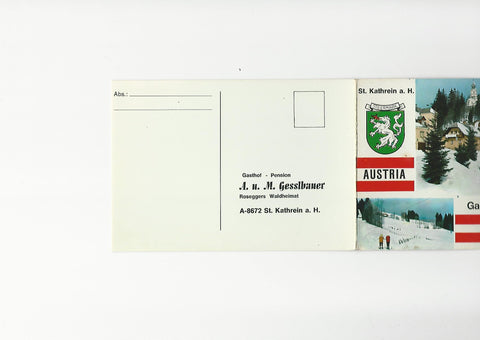 Abs.:
Gasthof - Pension
A. u. M. Gesslbauer
Roseggers Waldheimat
A-8672 St. Kathrein a. H.
St. Kathrein a. H.
AUSTRIA
Ga